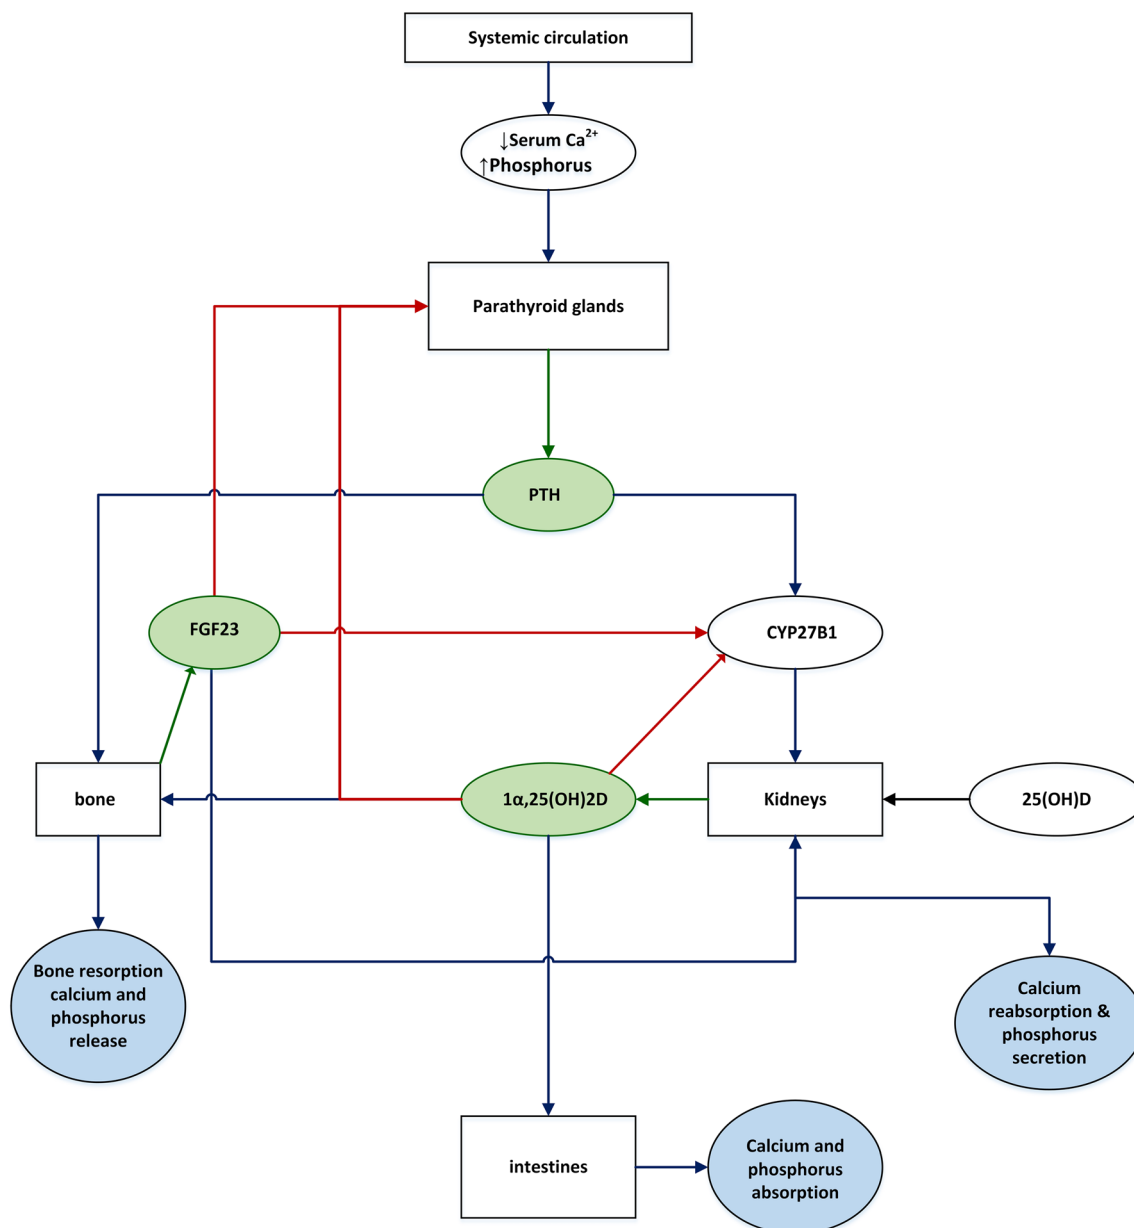 Systemic circulation
↓Serum Ca²⁺
↑Phosphorus
Parathyroid glands
PTH
FGF23
CYP27B1
bone
1α,25(OH)2D
Kidneys
25(OH)D
Bone resorption
calcium and
phosphorus
release
Calcium
reabsorption &
phosphorus
secretion
intestines
Calcium and
phosphorus
absorption